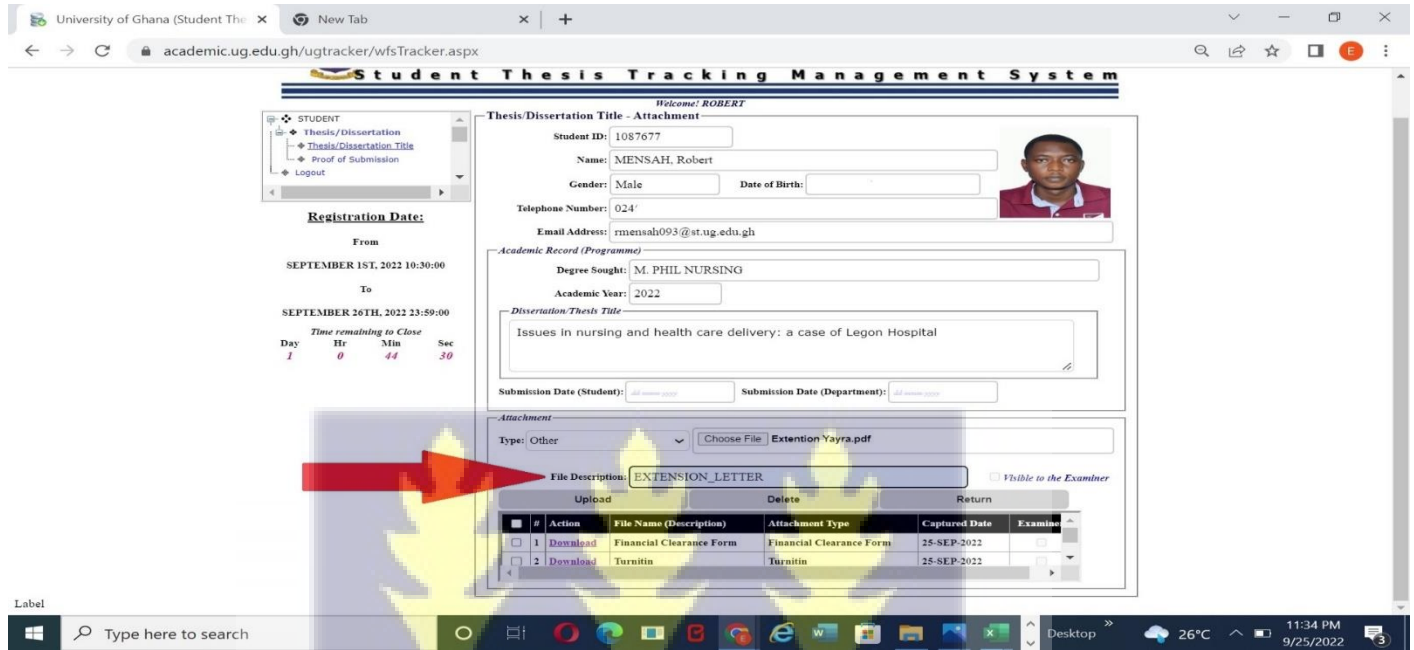 University of Ghana (Student The
New Tab
academic.ug.edu.gh/ugtracker/wfsTracker.aspx
E
Student Thesis Tracking Management System
Welcome! ROBERT
STUDENT
Thesis/Dissertation
Thesis/Dissertation Title
Proof of Submission
Logout
Registration Date:
From
SEPTEMBER 1ST, 2022 10:30:00
To
SEPTEMBER 26TH, 2022 23:59:00
Time remaining to Close
Day Hr Min Sec
1 0 44 30
Thesis/Dissertation Title - Attachment
Student ID: 1087677
Name: MENSAH, Robert
Gender: Male Date of Birth:
Telephone Number: 024
Email Address: rmensah093@st.ug.edu.gh
Academic Record (Programme)
Degree Sought: M. PHIL NURSING
Academic Year: 2022
Dissertation/Thesis Title
Issues in nursing and health care delivery: a case of Legon Hospital
Submission Date (Student): dd-mmm-yyyy Submission Date (Department): dd-mmm-yyyy
Attachment
Type: Other Choose File Extention Yayra.pdf
File Description: EXTENSION_LETTER Visible to the Examiner
Upload Delete Return
# Action File Name (Description) Attachment Type Captured Date Examine
1 Download Financial Clearance Form Financial Clearance Form 25-SEP-2022
2 Download Turnitin Turnitin 25-SEP-2022
Label
Type here to search
Desktop
26°C
11:34 PM
9/25/2022
3